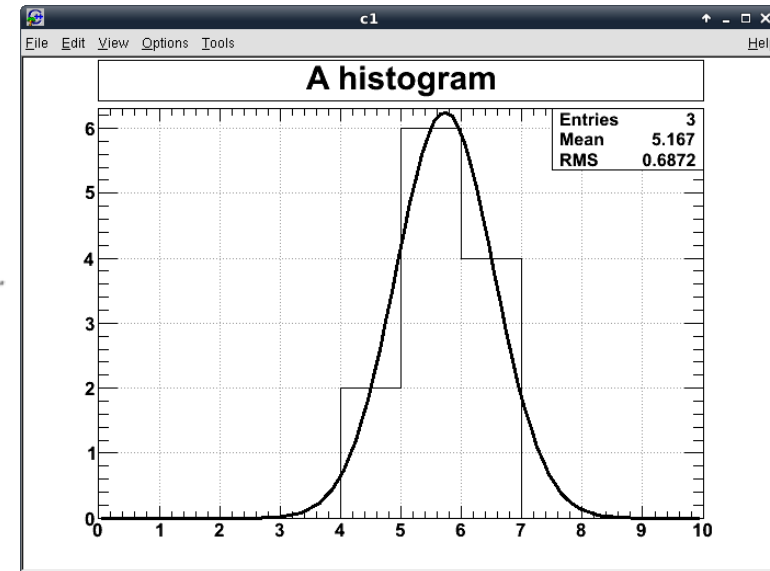 c1
File Edit View Options Tools Hel
A histogram
Entries 3
Mean 5.167
RMS 0.6872
6
5
4
3
2
1
0
0 1 2 3 4 5 6 7 8 9 10